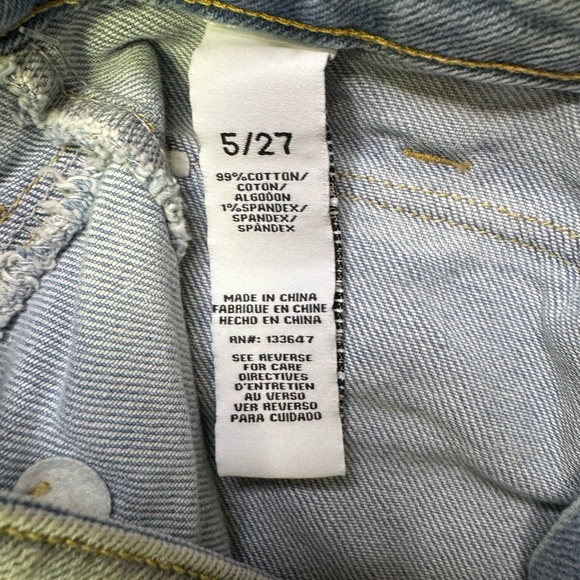 5/27
99%COTTON/
COTON/
ALGODON
1%SPANDEX/
SPANDEX/
SPANDEX
MADE IN CHINA
FABRIQUE EN CHINE
HECHO EN CHINA
RN#: 133647
SEE REVERSE
FOR CARE
DIRECTIVES
D'ENTRETIEN
AU VERSO
VER REVERSO
PARA CUIDADO